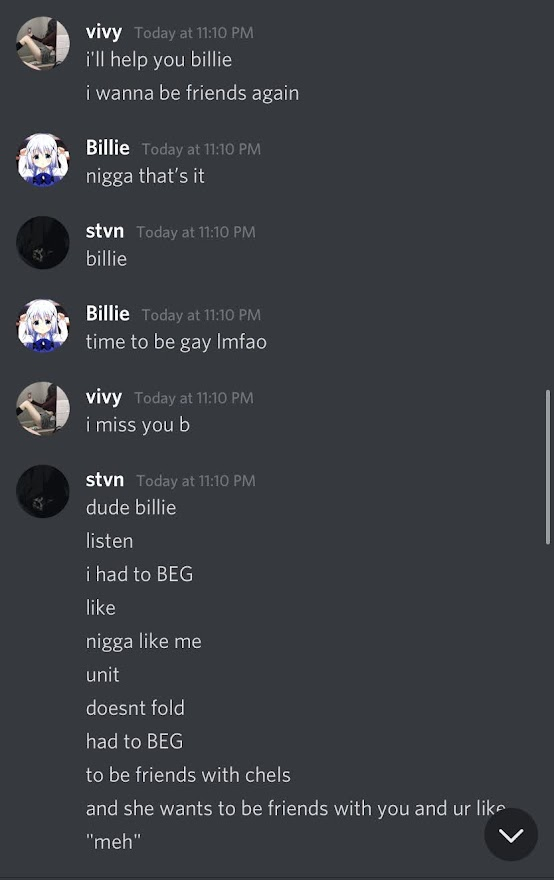 vivy Today at 11:10 PM
i'll help you billie
i wanna be friends again
Billie Today at 11:10 PM
nigga that's it
stvn Today at 11:10 PM
billie
Billie Today at 11:10 PM
time to be gay lmfao
vivy Today at 11:10 PM
i miss you b
stvn Today at 11:10 PM
dude billie
listen
i had to BEG
like
nigga like me
unit
doesnt fold
had to BEG
to be friends with chels
and she wants to be friends with you and ur like
"meh"